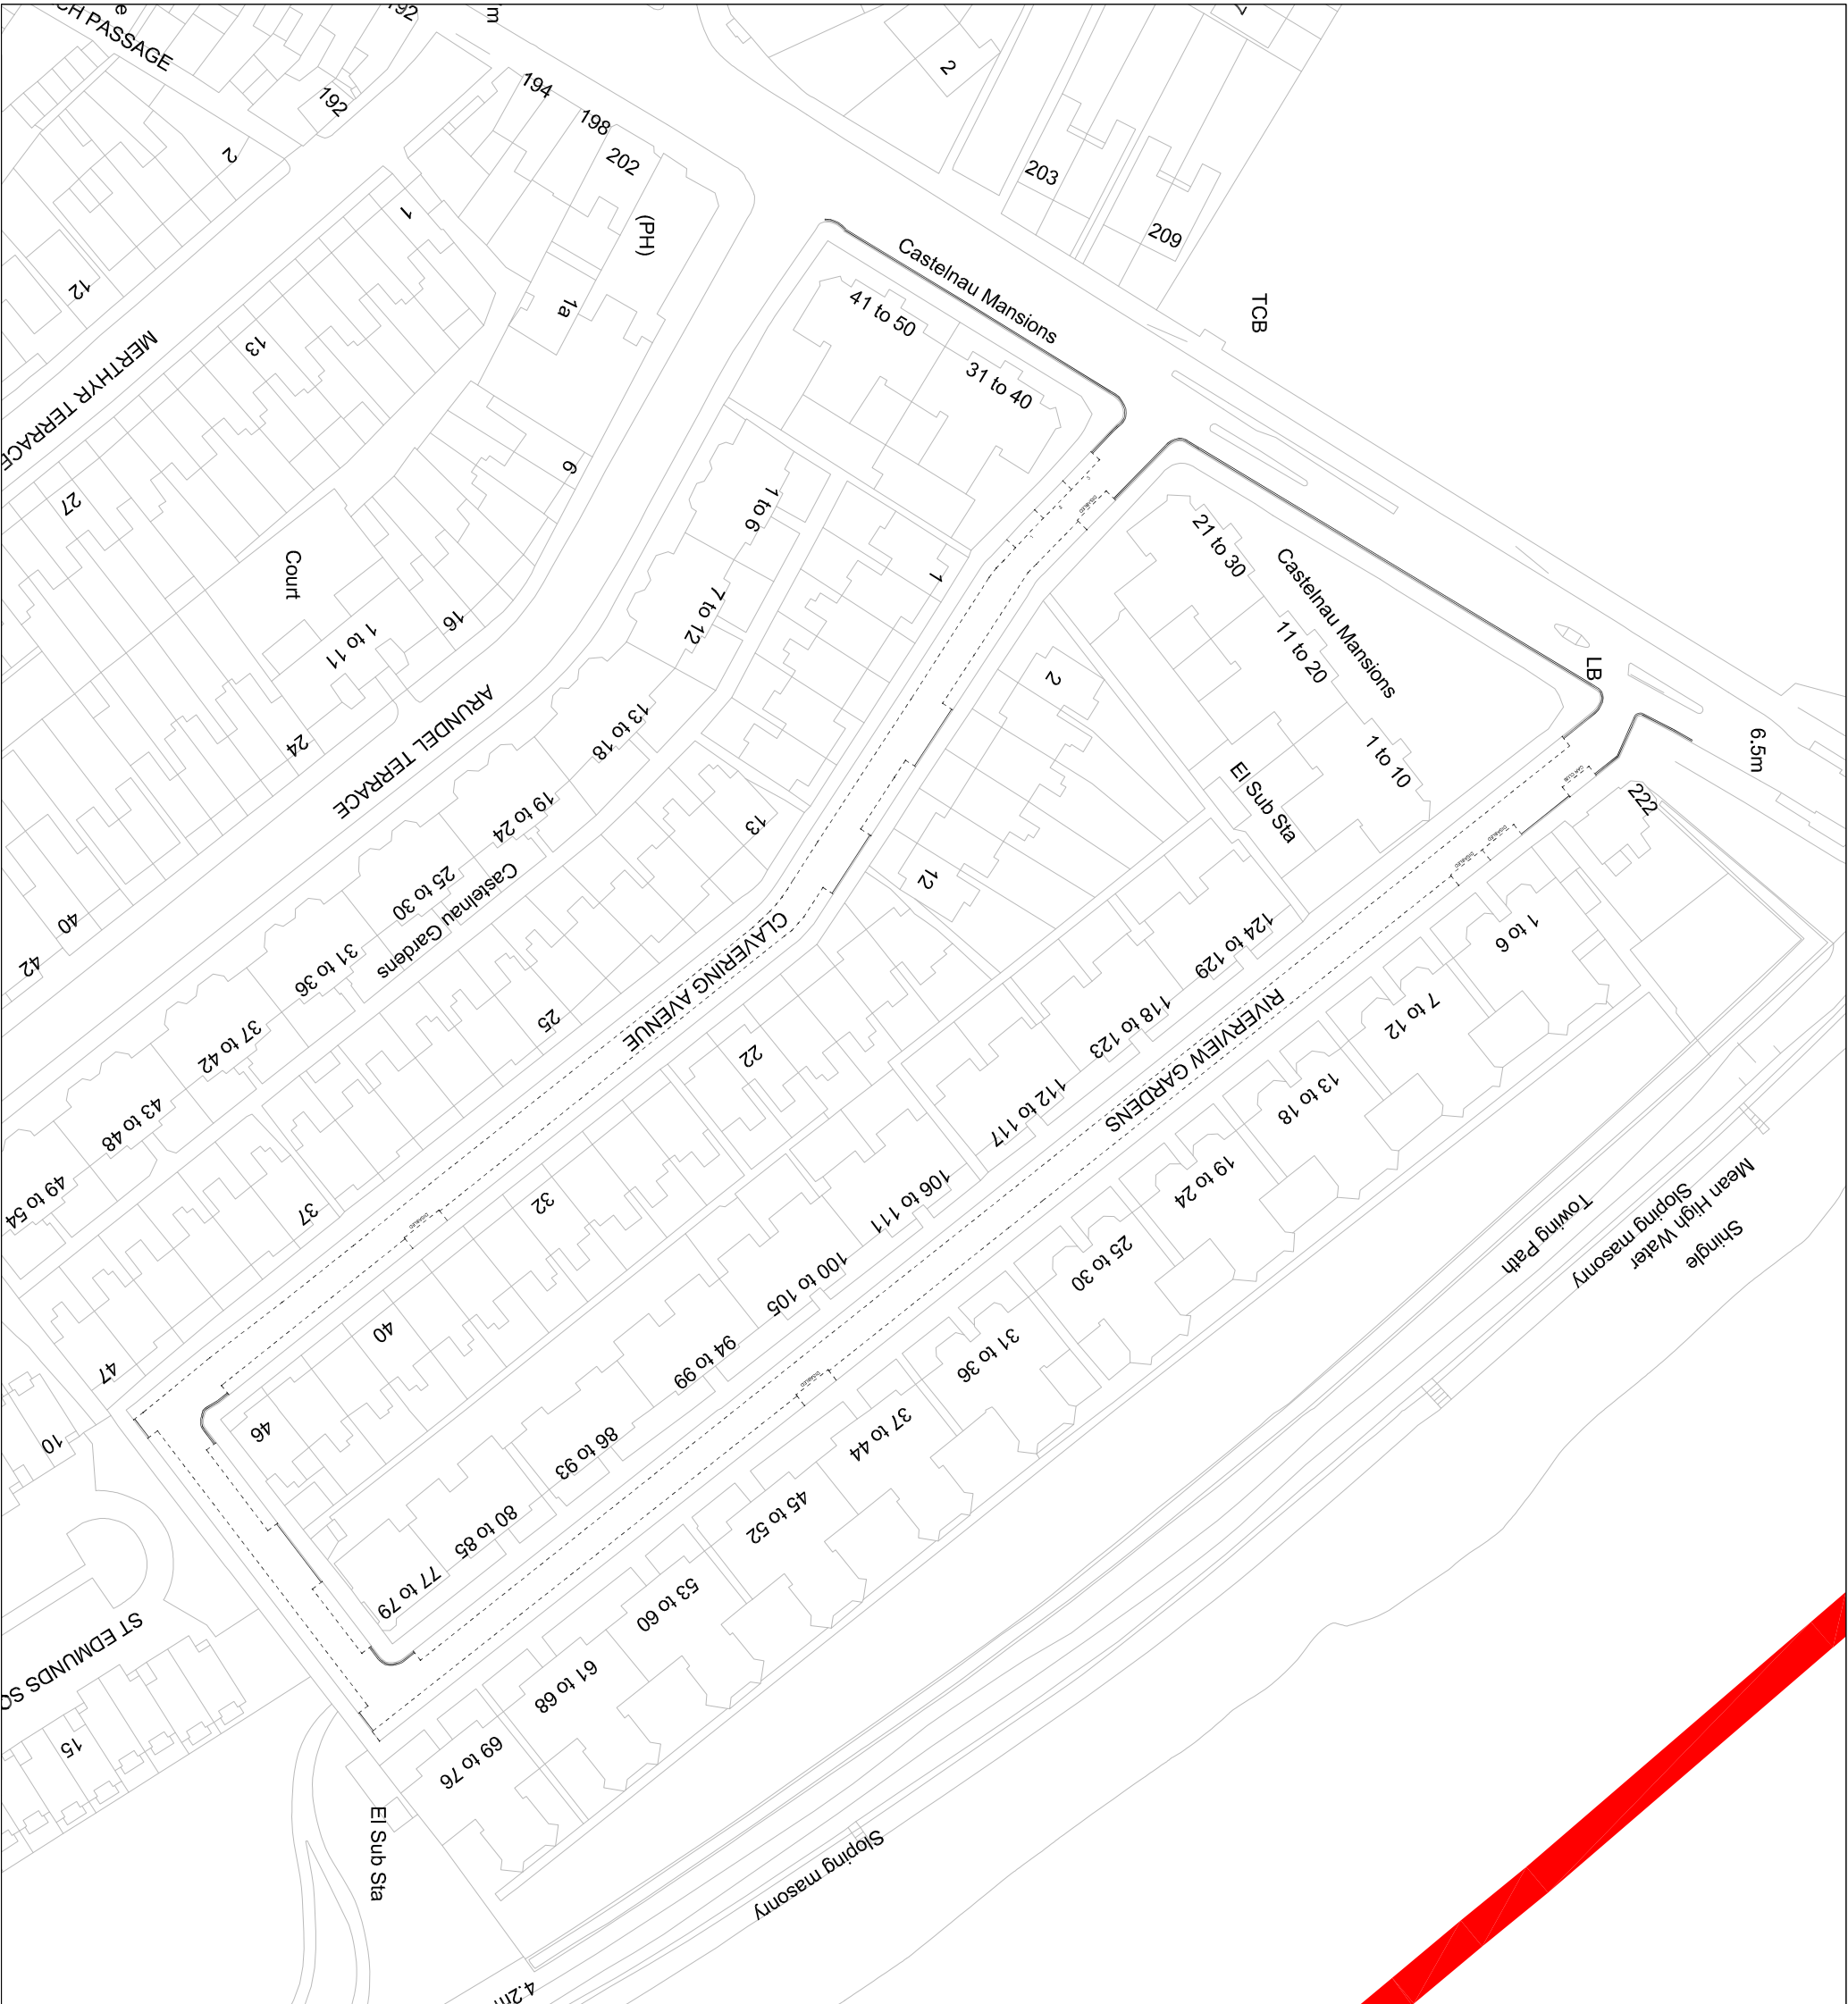 CH PASSAGE
e
192
m
192
2
194
198
202
(PH)
2
203
209
TCB
1
12
1a
13
MERTHYR TERRACE
27
6
Court
1 to 11
16
24
ARUNDEL TERRACE
40
42
Castelnau Mansions
41 to 50
31 to 40
1 to 6
7 to 12
13 to 18
19 to 24
25 to 30
Castelnau Gardens
31 to 36
37 to 42
43 to 48
49 to 54
1
13
25
37
47
CLAVERING AVENUE
DISABLED
21 to 30
Castelnau Mansions
11 to 20
1 to 10
LB
6.5m
El Sub Sta
222
2
12
22
32
40
46
124 to 129
118 to 123
112 to 117
106 to 111
100 to 105
94 to 99
86 to 93
80 to 85
77 to 79
RIVERVIEW GARDENS
DISABLED
DISABLED
DISABLED
DISABLED
1 to 6
7 to 12
13 to 18
19 to 24
25 to 30
31 to 36
37 to 44
45 to 52
53 to 60
61 to 68
69 to 76
Towing Path
Sloping masonry
Mean High Water
Shingle
Sloping masonry
4.2m
10
ST EDMUNDS SQ
15
El Sub Sta